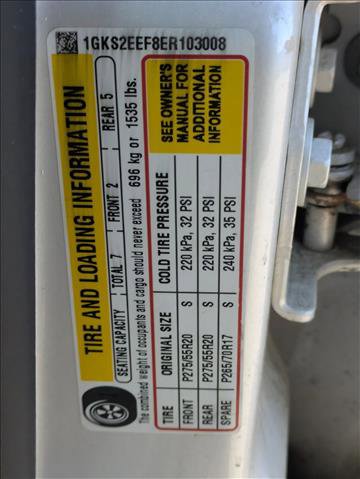 1GKS2EEF8ER103008
TIRE AND LOADING INFORMATION
SEATING CAPACITY TOTAL 7 FRONT 2 REAR 5
The combined weight of occupants and cargo should never exceed 696 kg or 1535 lbs.
TIRE ORIGINAL SIZE COLD TIRE PRESSURE
FRONT P275/55R20 S 220 kPa, 32 PSI
REAR P275/55R20 S 220 kPa, 32 PSI
SPARE P265/70R17 S 240 kPa, 35 PSI
SEE OWNER'S
MANUAL FOR
ADDITIONAL
INFORMATION